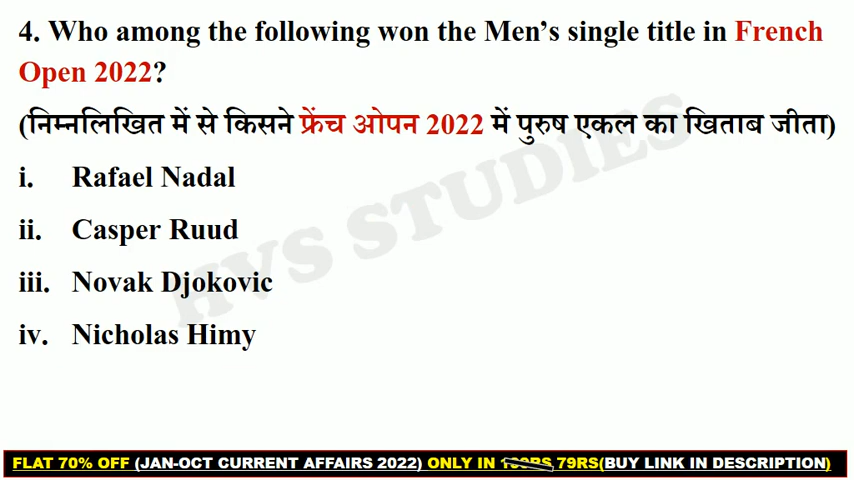 4. Who among the following won the Men's single title in French
Open 2022?
(निम्नलिखित में से किसने फ्रेंच ओपन 2022 में पुरुष एकल का खिताब जीता)
i. Rafael Nadal
ii. Casper Ruud
iii. Novak Djokovic
iv. Nicholas Himy
HVS STUDIES
FLAT 70% OFF (JAN-OCT CURRENT AFFAIRS 2022) ONLY IN 79RS(BUY LINK IN DESCRIPTION)